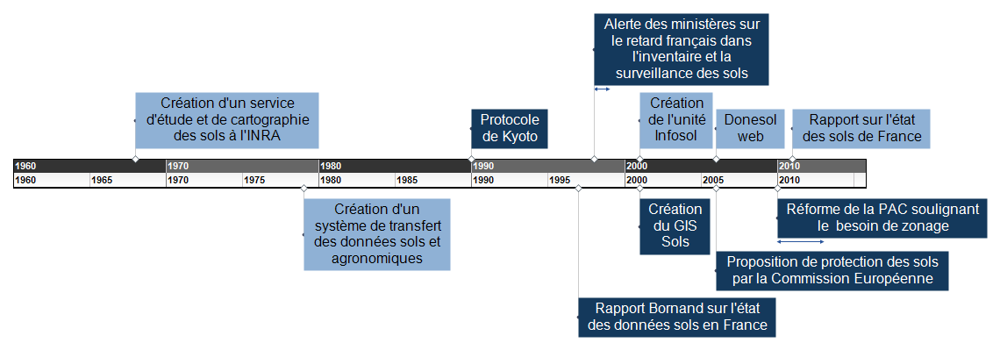 Alerte des ministères sur
le retard français dans
l'inventaire et la
surveillance des sols
Création d'un service
d'étude et de cartographie
des sols à l'INRA
Protocole
de Kyoto
Création
de l'unité
Infosol
Donesol
web
Rapport sur l'état
des sols de France
1960 1970 1980 1990 2000 2010
1960 1965 1970 1975 1980 1985 1990 1995 2000 2005 2010
Création d'un
système de transfert
des données sols et
agronomiques
Création
du GIS
Sols
Réforme de la PAC soulignant
le besoin de zonage
Proposition de protection des sols
par la Commission Européenne
Rapport Bornand sur l'état
des données sols en France